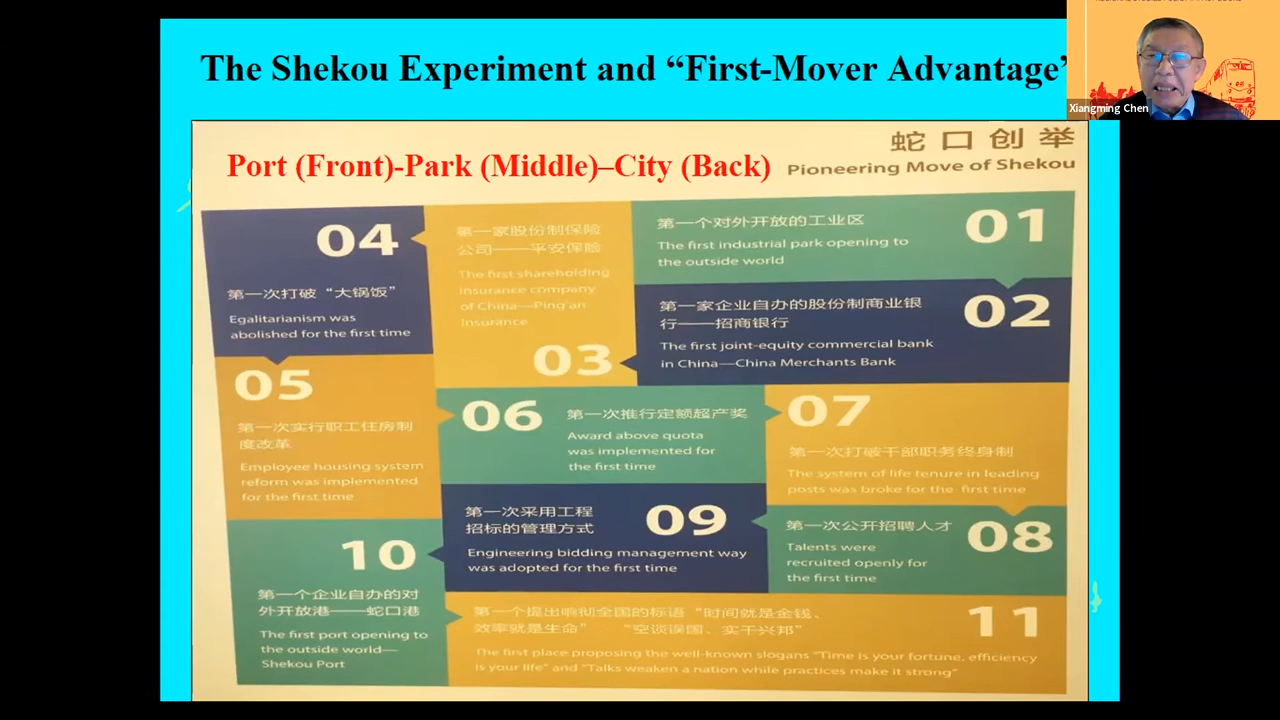 The Shekou Experiment and “First-Mover Advantage”
Xiangming Chen
Port (Front)-Park (Middle)–City (Back)
蛇口创举
Pioneering Move of Shekou
01
第一个对外开放的工业区
The first industrial park opening to
the outside world
02
第一家企业自办的股份制商业银
行——招商银行
The first joint-equity commercial bank
in China—China Merchants Bank
03
第一家股份制保险
公司——平安保险
The first shareholding
insurance company
of China—Ping'an
Insurance
04
第一次打破“大锅饭”
Egalitarianism was
abolished for the first time
05
第一次实行职工住房制
度改革
Employee housing system
reform was implemented
for the first time
06
第一次推行定额超产奖
Award above quota
was implemented for
the first time
07
第一次打破干部职务终身制
The system of life tenure in leading
posts was broke for the first time
08
第一次公开招聘人才
Talents were
recruited openly for
the first time
09
第一次采用工程
招标的管理方式
Engineering bidding management way
was adopted for the first time
10
第一个企业自办的对
外开放港——蛇口港
The first port opening to
the outside world—
Shekou Port
11
第一个提出响彻全国的标语“时间就是金钱、
效率就是生命” “空谈误国、实干兴邦”
The first place proposing the well-known slogans “Time is your fortune, efficiency
is your life” and “Talks weaken a nation while practices make it strong”